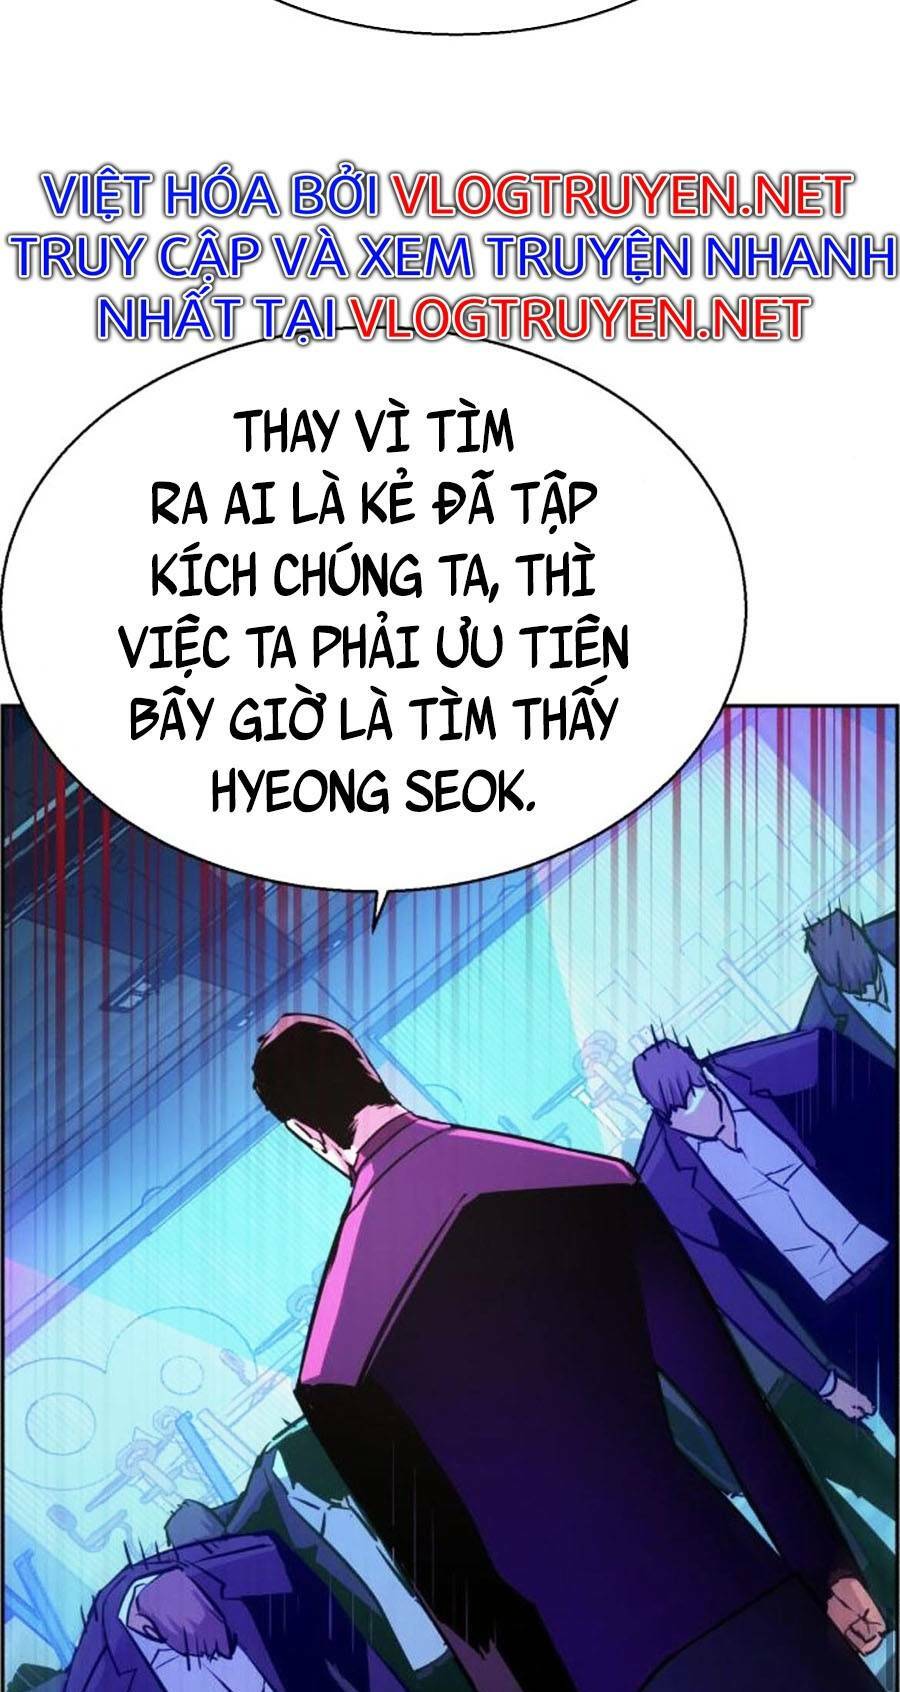 VIỆT HÓA BỞI VLOGTRUYEN.NET
TRUY CẬP VÀ XEM TRUYỆN NHANH
NHẤT TẠI VLOGTRUYEN.NET
THAY VÌ TÌM
RA AI LÀ KẺ ĐÃ TẬP
KÍCH CHÚNG TA, THÌ
VIỆC TA PHẢI ƯU TIÊN
BÂY GIỜ LÀ TÌM THẤY
HYEONG SEOK.